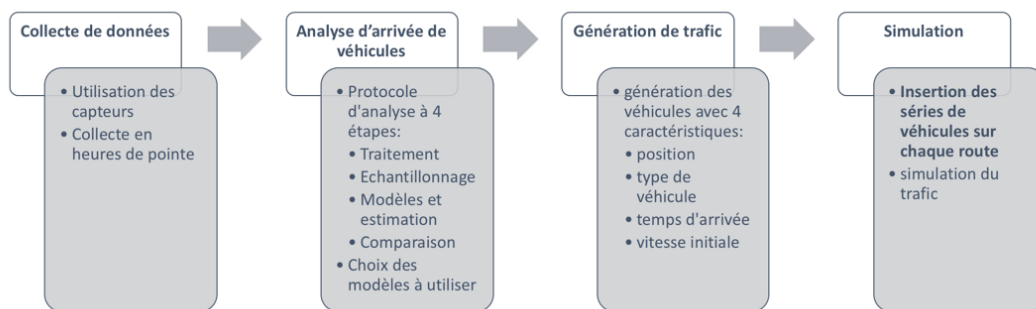 Collecte de données
• Utilisation des
capteurs
• Collecte en
heures de pointe
Analyse d'arrivée de
véhicules
• Protocole
d'analyse à 4
étapes:
• Traitement
• Echantillonnage
• Modèles et
estimation
• Comparaison
• Choix des
modèles à utiliser
Génération de trafic
• génération des
véhicules avec 4
caractéristiques:
• position
• type de
véhicule
• temps d'arrivée
• vitesse initiale
Simulation
• Insertion des
séries de
véhicules sur
chaque route
• simulation du
trafic